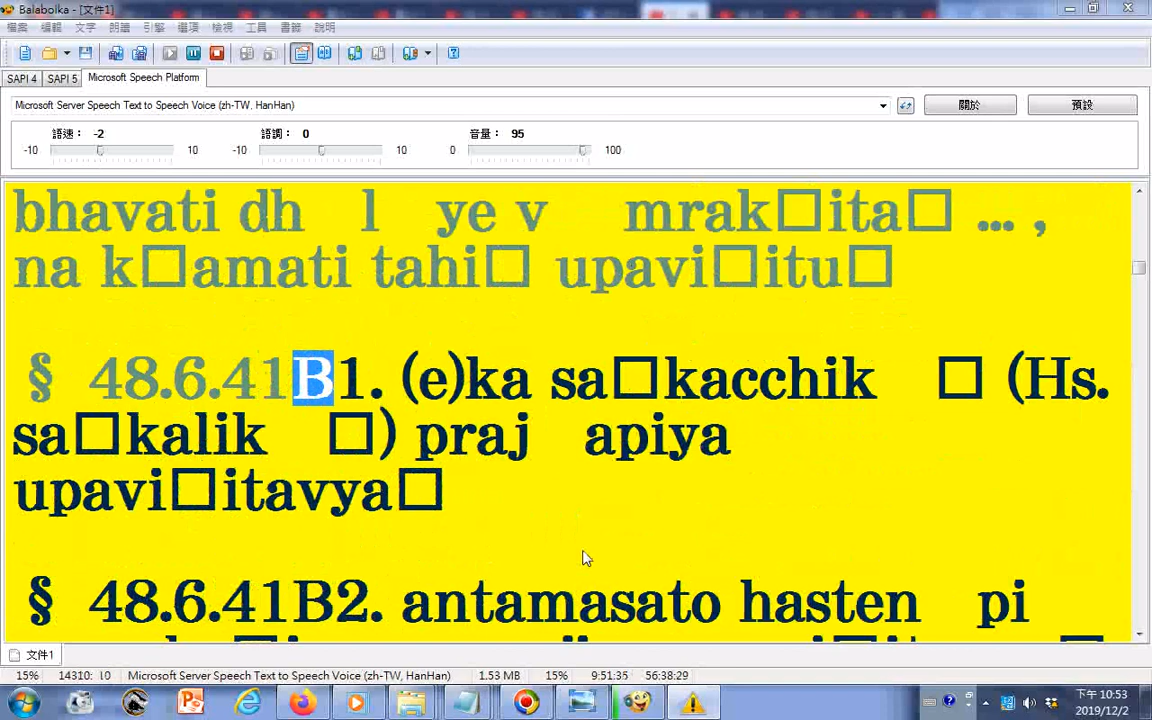 Balabolka - [文件1]
檔案 編輯 文字 朗讀 引擎 選項 檢視 工具 書籤 說明
SAPI 4 SAPI 5 Microsoft Speech Platform
Microsoft Server Speech Text to Speech Voice (zh-TW, HanHan) 關於 預設
語速： -2 語調： 0 音量： 95
-10 10 -10 10 0 100
bhavati dh l ye v mrak□ita□ ... ,
na k□amati tahi□ upavi□itu□
§ 48.6.41B1. (e)ka sa□kacchik □ (Hs.
sa□kalik □) praj apiya
upavi□itavya□
§ 48.6.41B2. antamasato hasten pi
文件1
15% 14310: 10 Microsoft Server Speech Text to Speech Voice (zh-TW, HanHan) 1.53 MB 15% 9:51:35 56:38:29
下午 10:53
2019/12/2